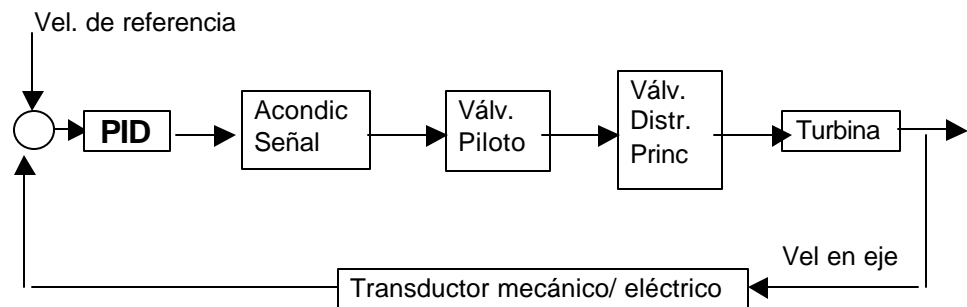 Vel. de referencia
PID
Acondic
Señal
Válv.
Piloto
Válv.
Distr.
Princ
Turbina
Vel en eje
Transductor mecánico/ eléctrico